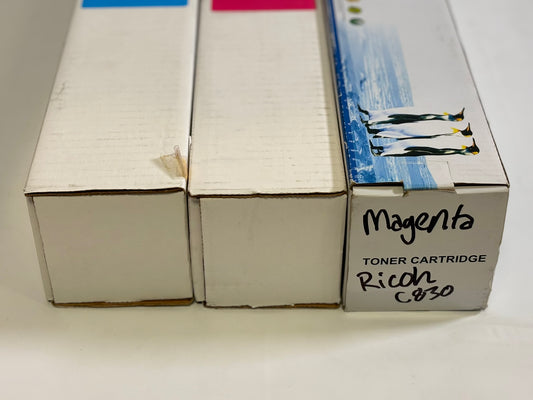 Magenta
TONER CARTRIDGE
Ricoh
C830